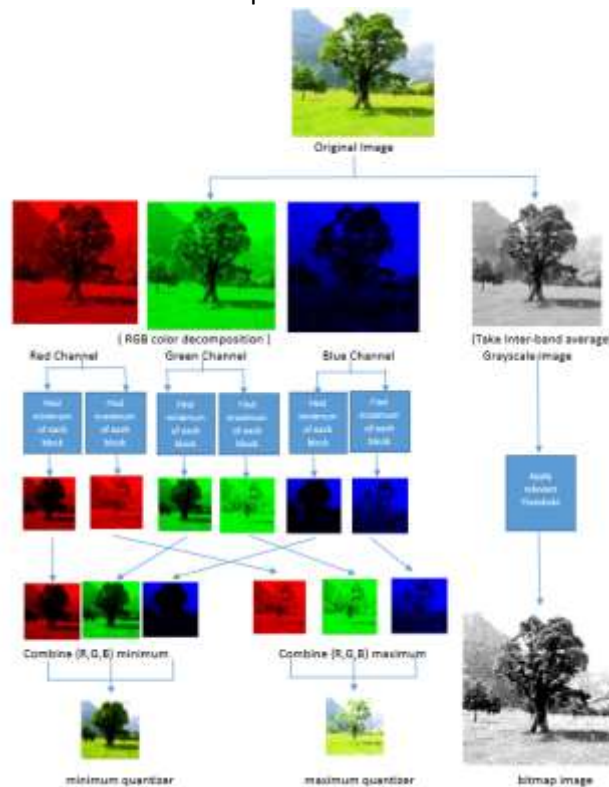 Original Image
( RGB color decomposition )
(Take Inter-band average)
Red Channel
Green Channel
Blue Channel
Grayscale image
Find
minimum
of each
block
Find
maximum
of each
block
Find
minimum
of each
block
Find
maximum
of each
block
Find
minimum
of each
block
Find
maximum
of each
block
Apply
Threshold
Combine (R,G,B) minimum
Combine (R,G,B) maximum
minimum quantizer
maximum quantizer
bitmap image